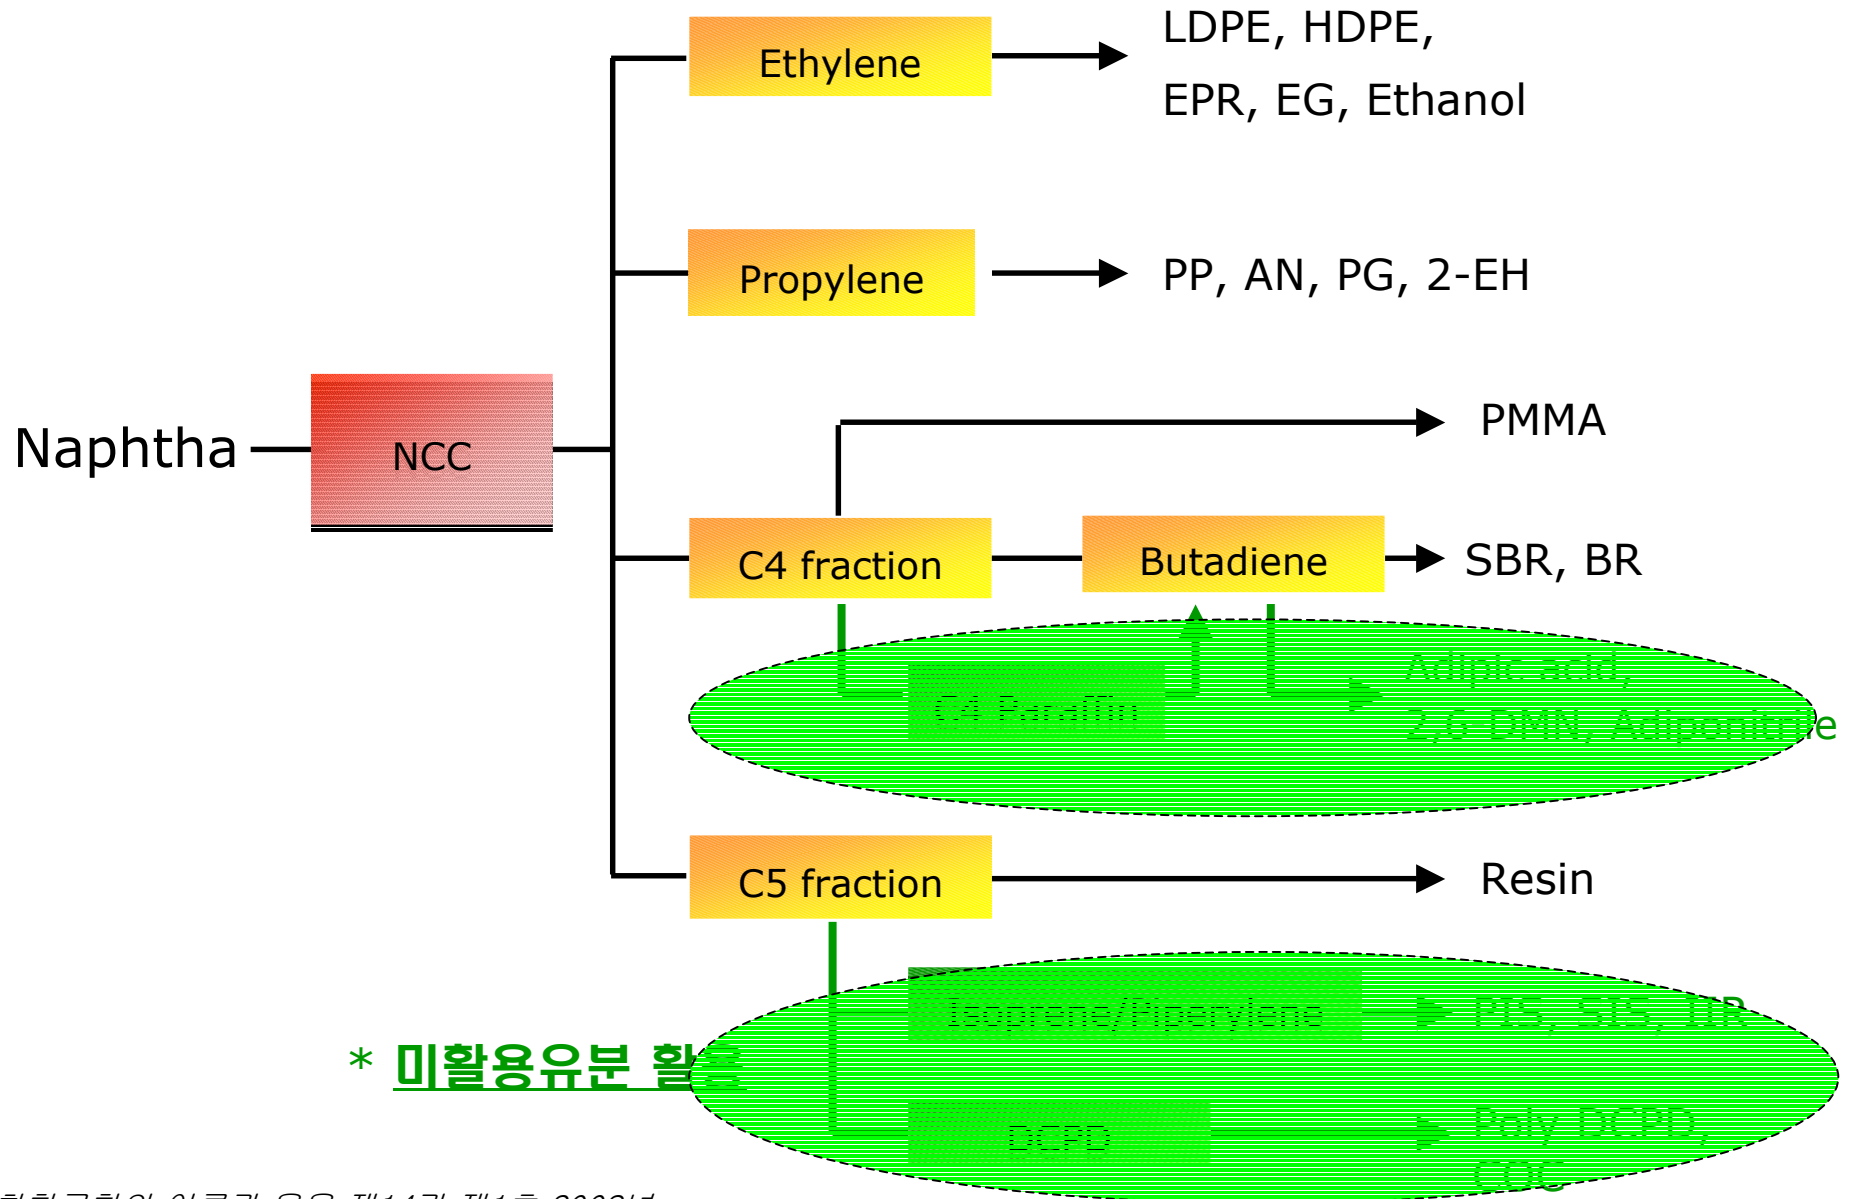 LDPE, HDPE,
Ethylene
EPR, EG, Ethanol
Propylene
PP, AN, PG, 2-EH
PMMA
Naphtha
NCC
C4 fraction
Butadiene
SBR, BR
Adipic acid,
C4 Paraffin
2,6-DMN, Adiponitrile
C5 fraction
Resin
Isoprene/Piperylene
PIS, SIS, IIR
* 미활용유분 활용
DCPD
Poly DCPD,
COC